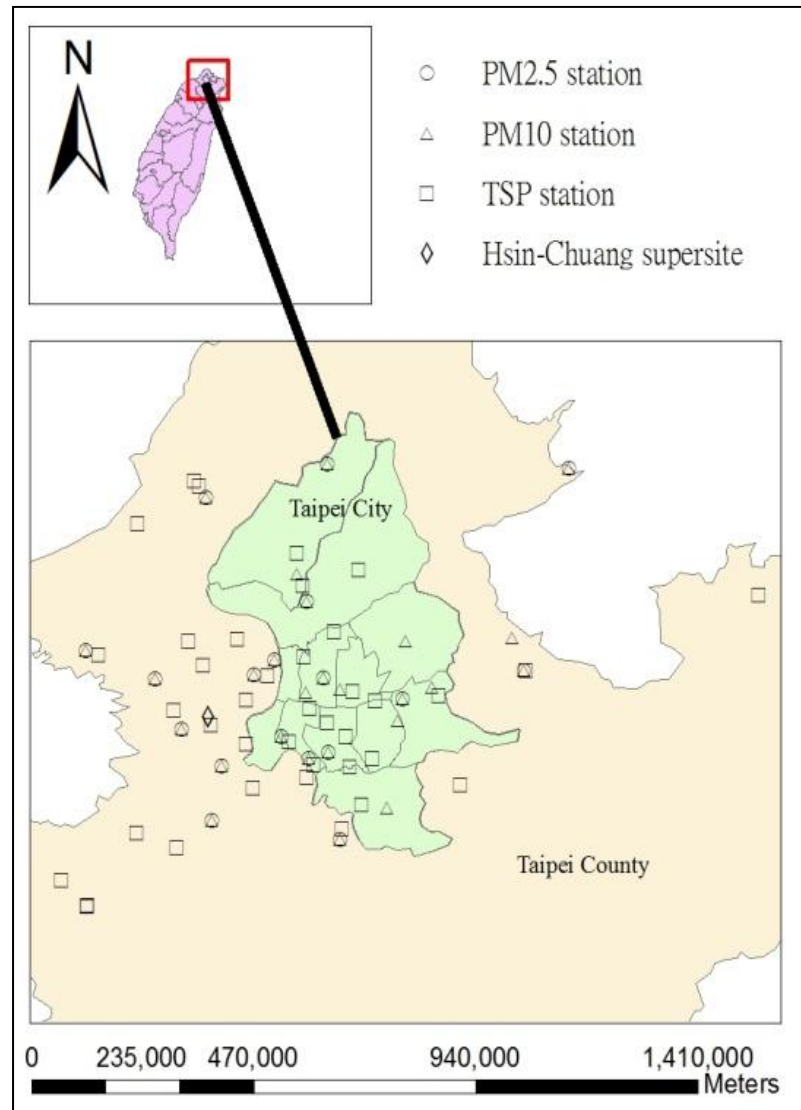 N
PM2.5 station
PM10 station
TSP station
Hsin-Chuang supersite
Taipei City
Taipei County
0 235,000 470,000 940,000 1,410,000
Meters